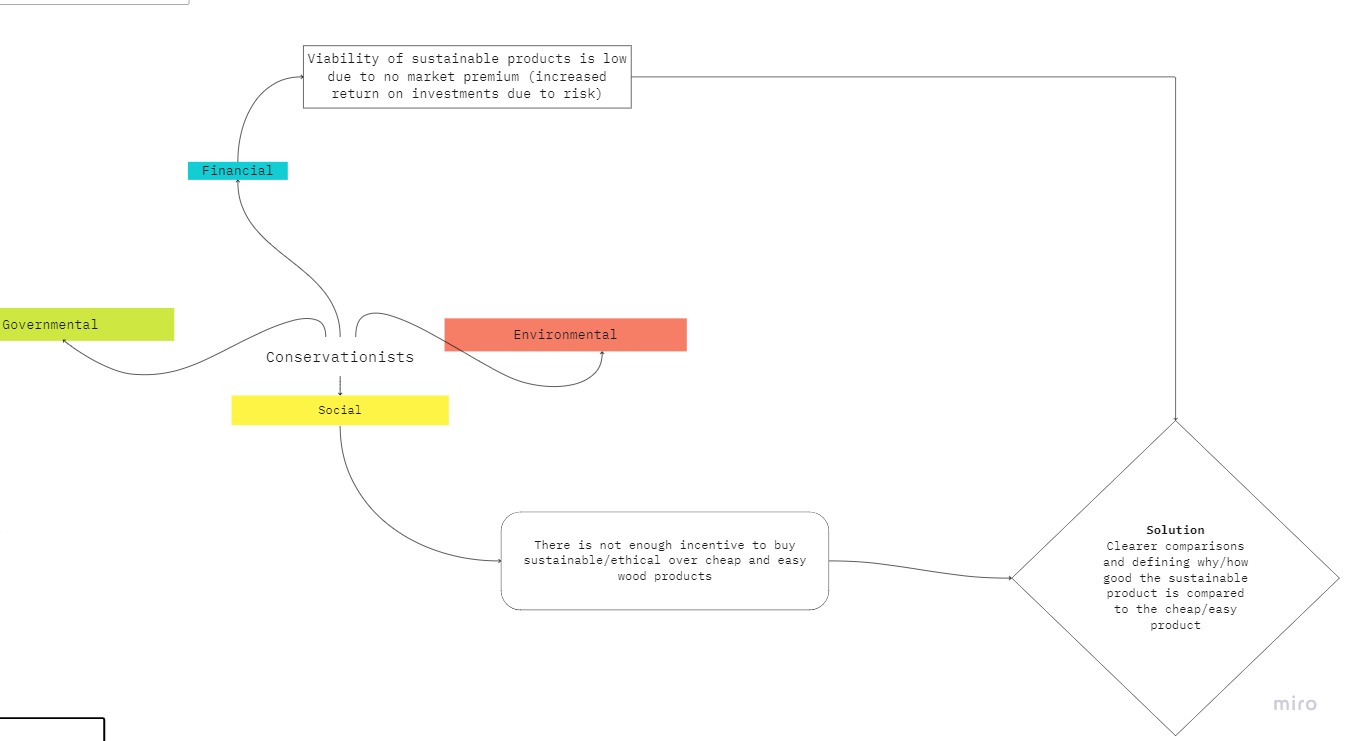 Viability of sustainable products is low
due to no market premium (increased
return on investments due to risk)
Financial
Governmental
Environmental
Conservationists
Social
There is not enough incentive to buy
sustainable/ethical over cheap and easy
wood products
Solution
Clearer comparisons
and defining why/how
good the sustainable
product is compared
to the cheap/easy
product
miro